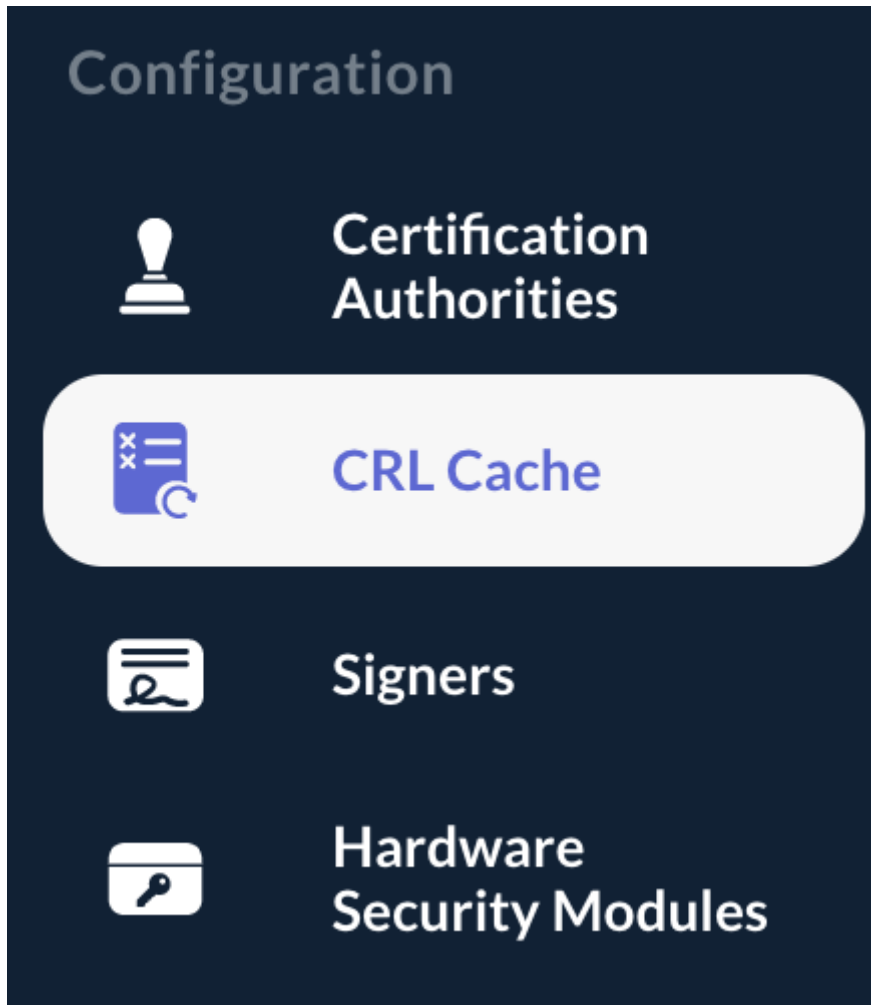 Configuration
Certification
Authorities
CRL Cache
Signers
Hardware
Security Modules